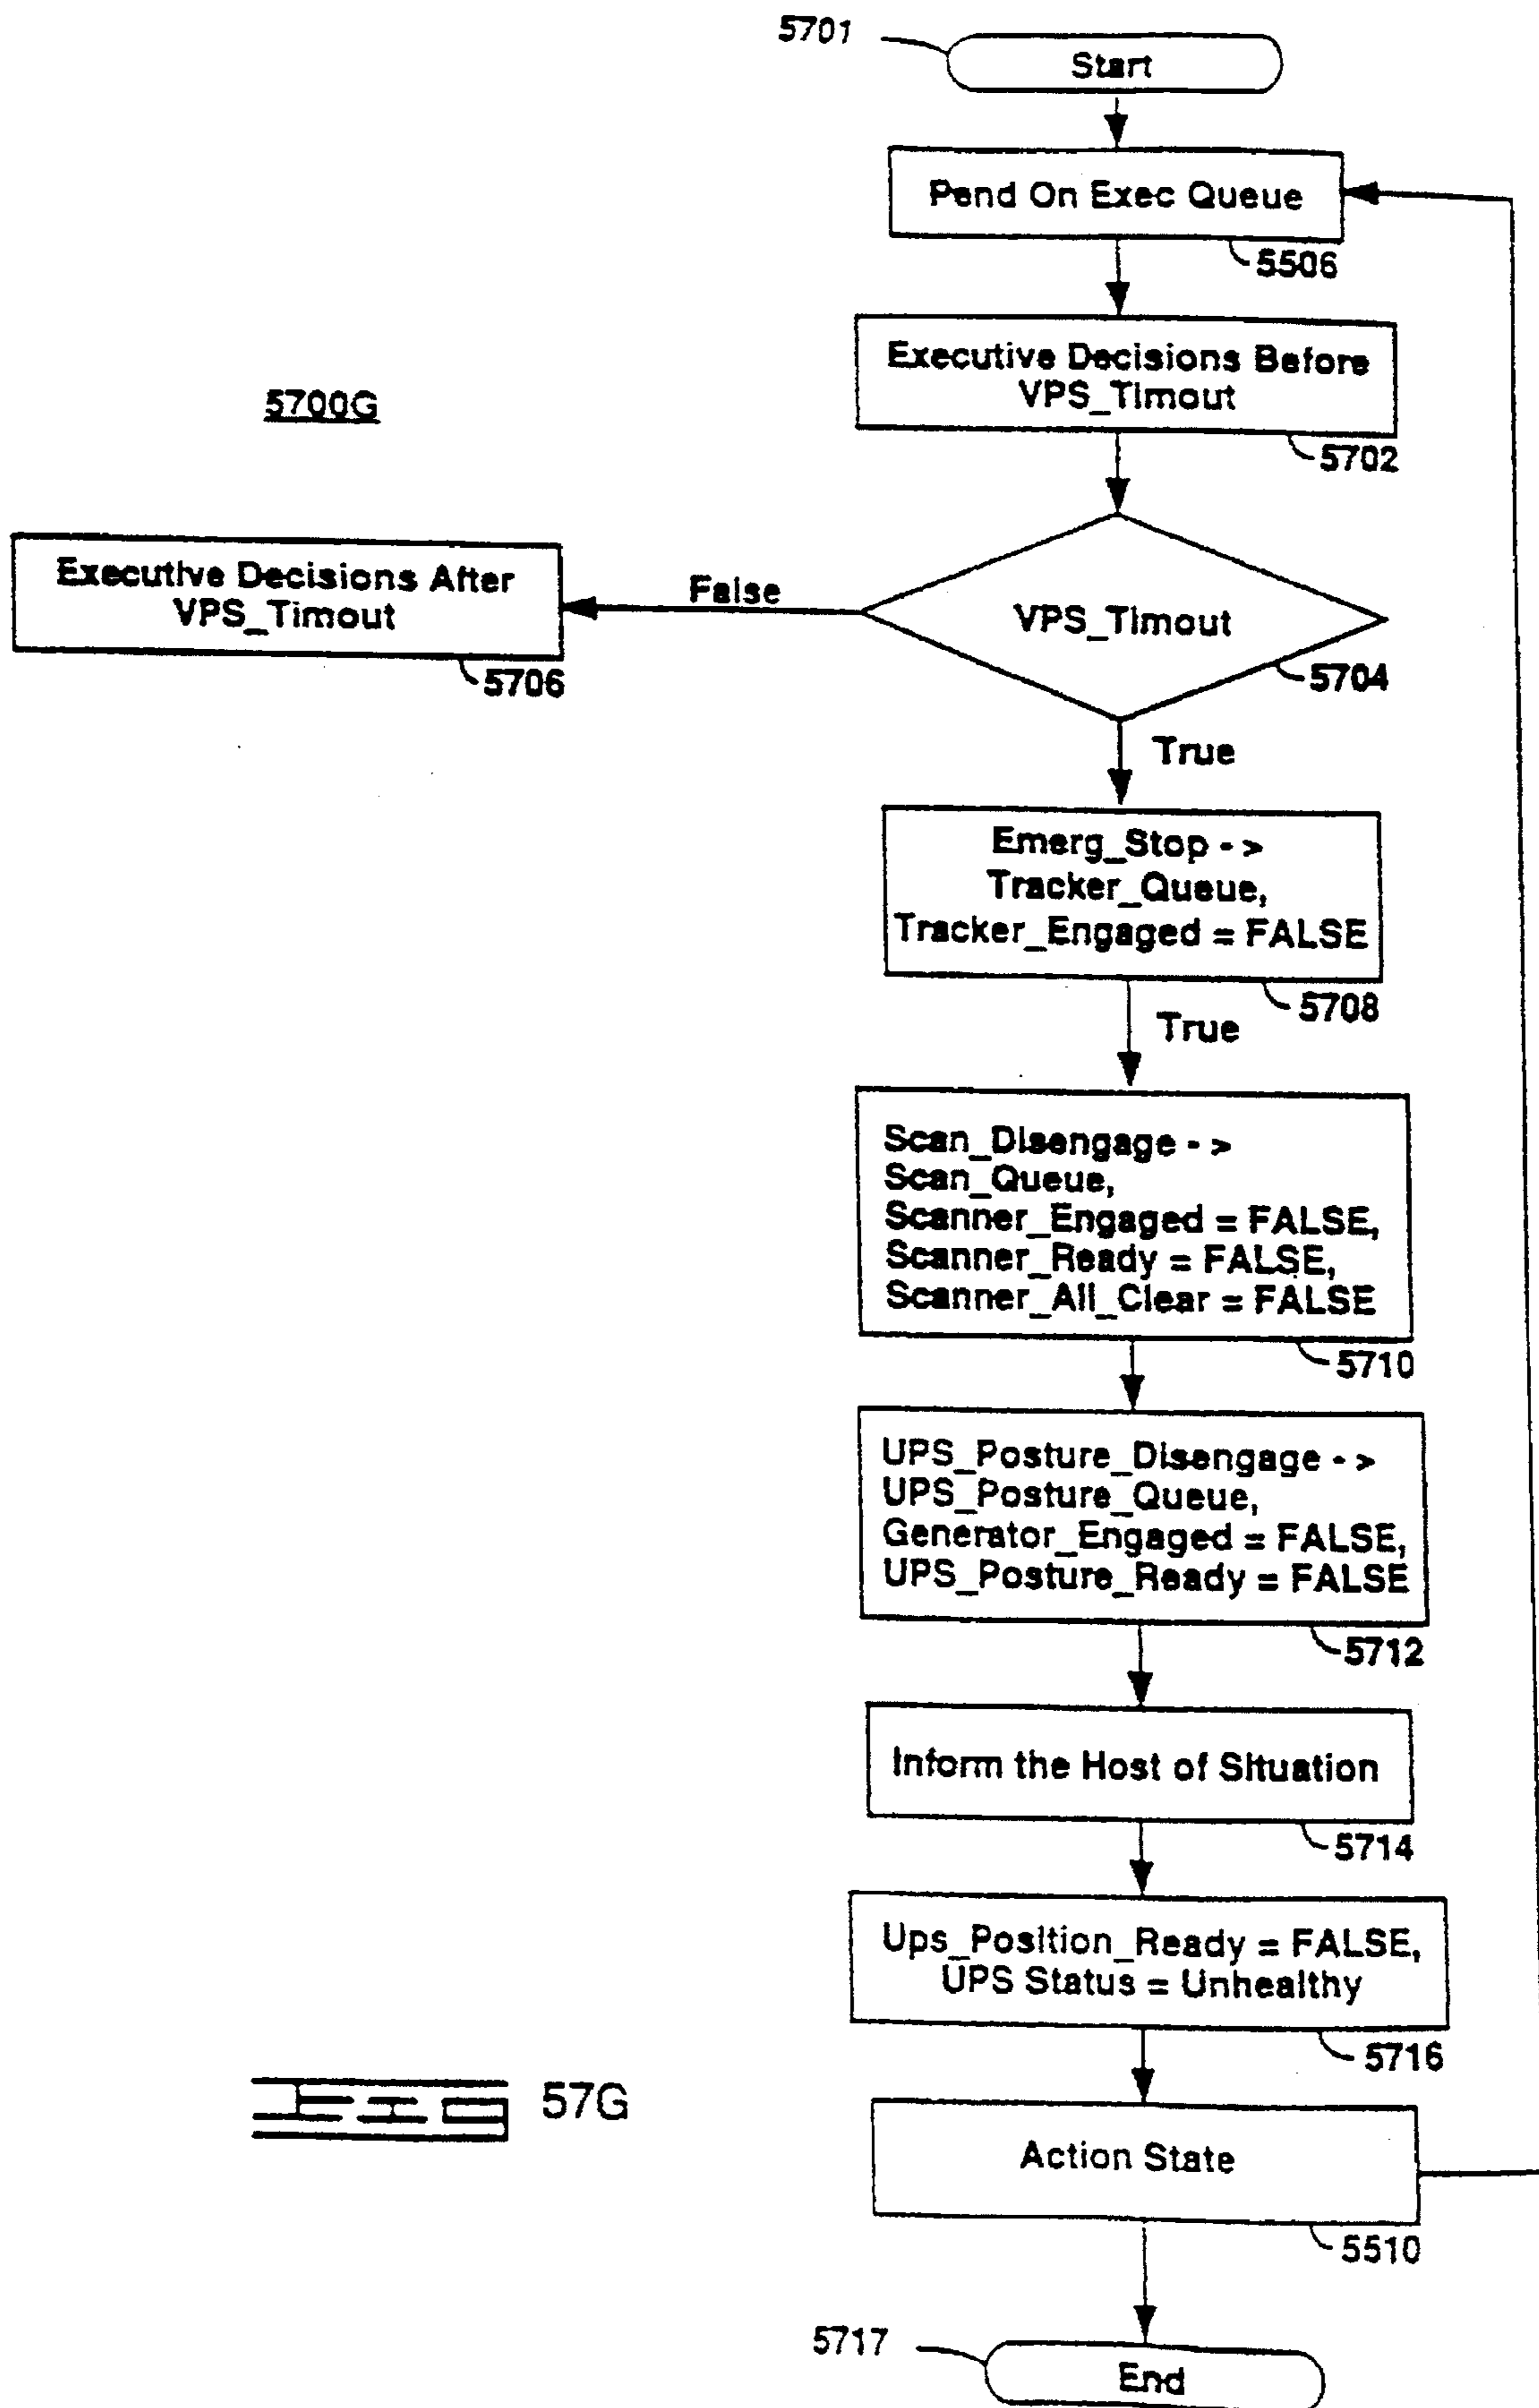 5701
Start
Pend On Exec Queue
5506
Executive Decisions Before
VPS_Timout
5702
5700G
Executive Decisions After
VPS_Timout
5706
False
VPS_Timout
5704
True
Emerg_Stop - >
Tracker_Queue,
Tracker_Engaged = FALSE
5708
True
Scan_Disengage - >
Scan_Queue,
Scanner_Engaged = FALSE,
Scanner_Ready = FALSE,
Scanner_All_Clear = FALSE
5710
UPS_Posture_Disengage - >
UPS_Posture_Queue,
Generator_Engaged = FALSE,
UPS_Posture_Ready = FALSE
5712
Inform the Host of Situation
5714
Ups_Position_Ready = FALSE,
UPS Status = Unhealthy
5716
57G
Action State
5510
5717
End